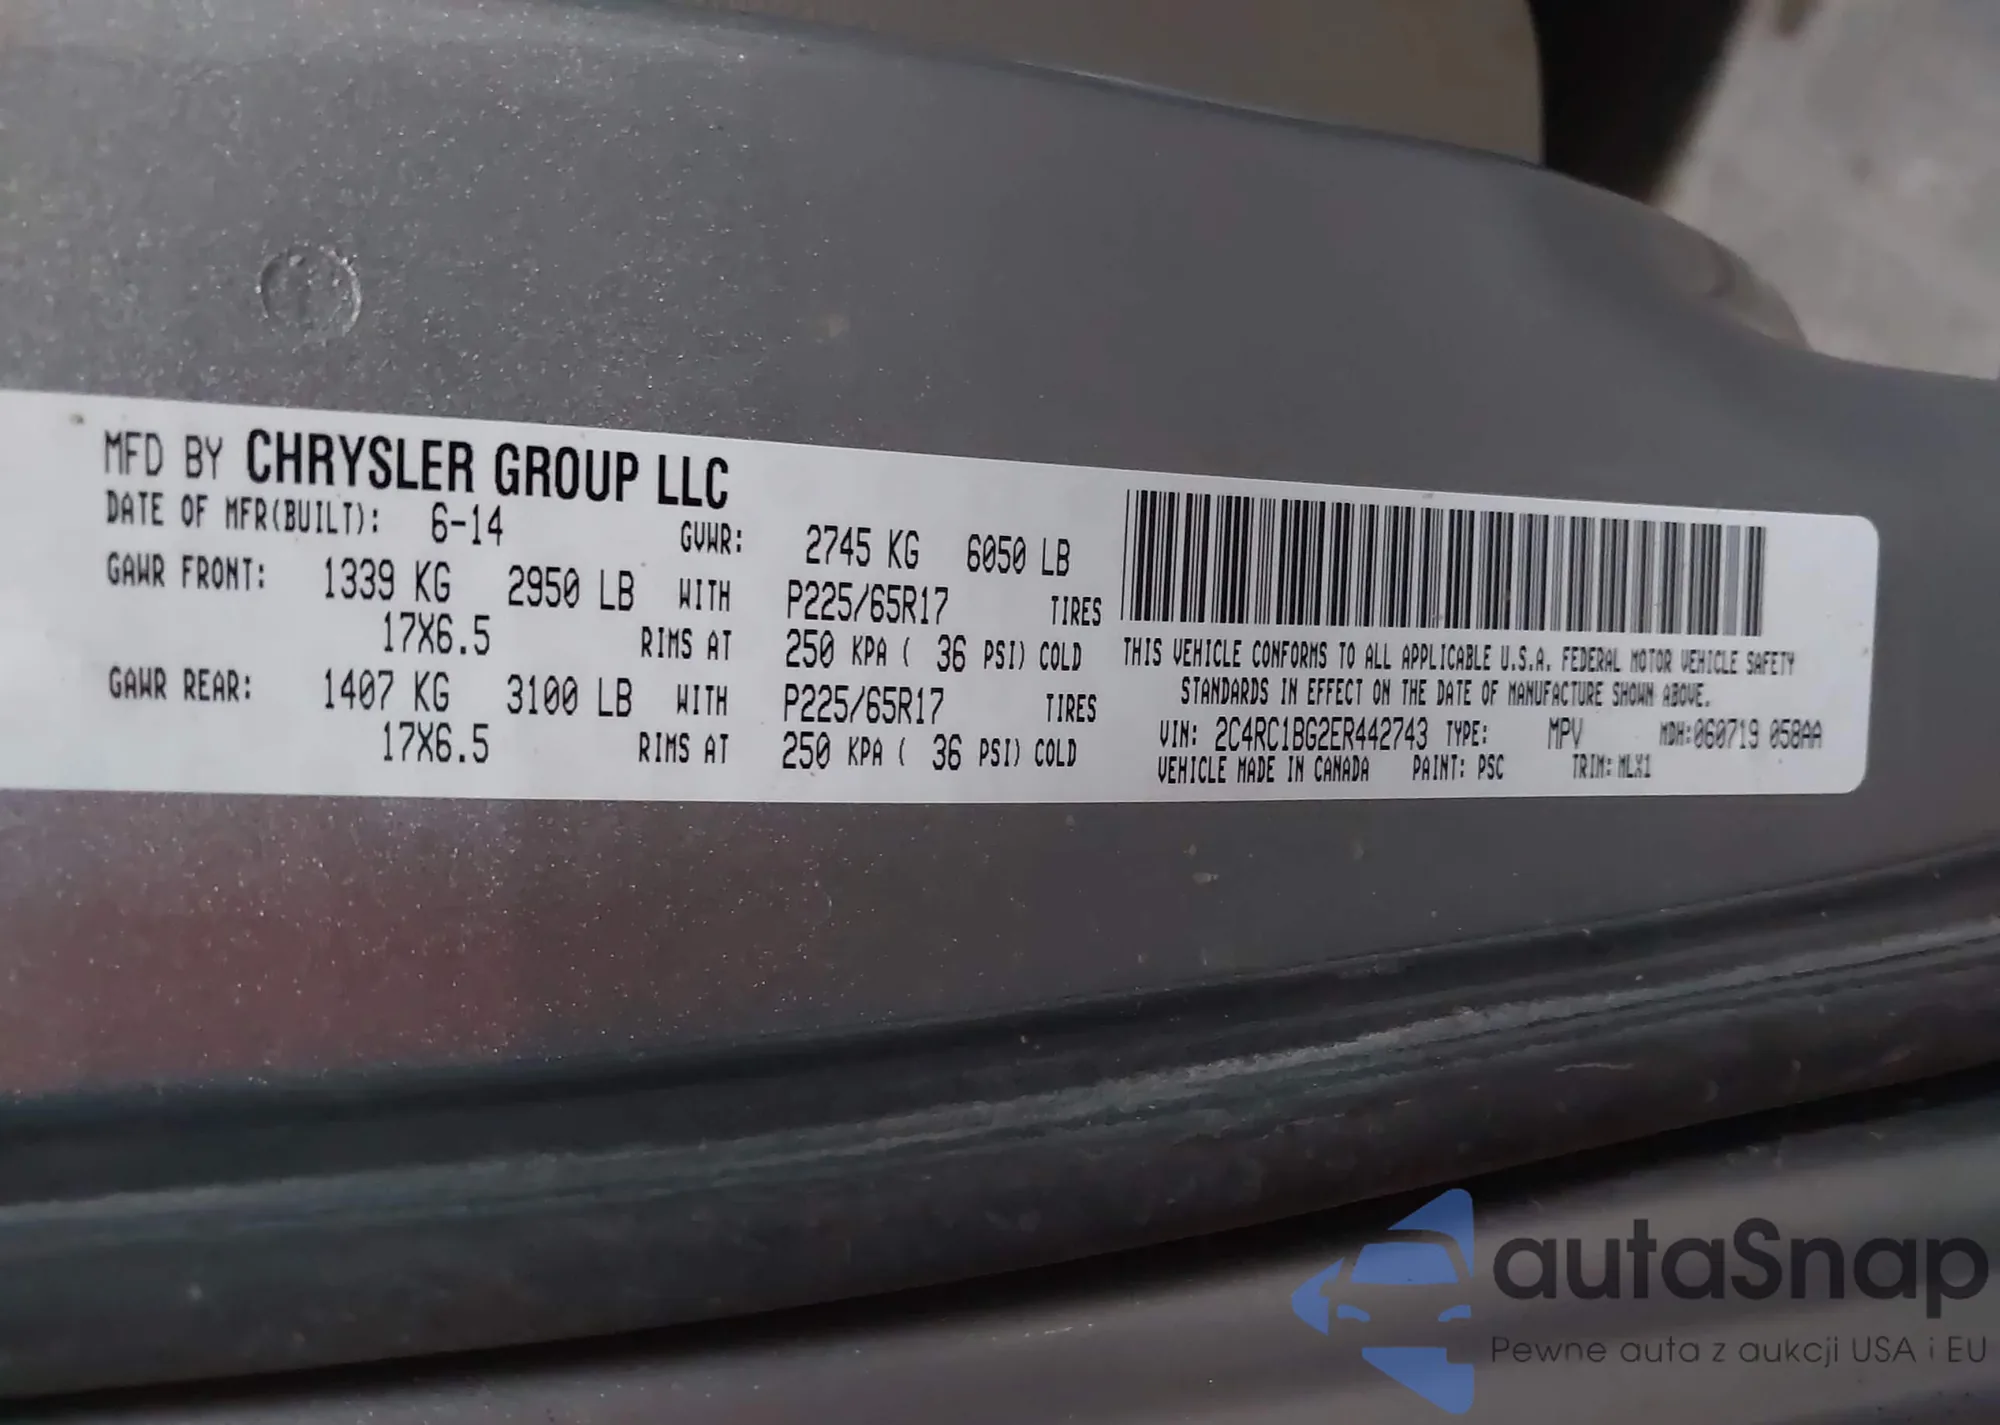 MFD BY CHRYSLER GROUP LLC
DATE OF MFR(BUILT): 6-14 GVWR: 2745 KG 6050 LB
GAWR FRONT: 1339 KG 2950 LB WITH P225/65R17 TIRES
17X6.5 RIMS AT 250 KPA ( 36 PSI) COLD
GAWR REAR: 1407 KG 3100 LB WITH P225/65R17 TIRES
17X6.5 RIMS AT 250 KPA ( 36 PSI) COLD
THIS VEHICLE CONFORMS TO ALL APPLICABLE U.S.A. FEDERAL MOTOR VEHICLE SAFETY
STANDARDS IN EFFECT ON THE DATE OF MANUFACTURE SHOWN ABOVE.
VIN: 2C4RC1BG2ER442743 TYPE: MPV MDH:060719 058AA
VEHICLE MADE IN CANADA PAINT: PSC TRIM: MLX1
autaSnap
Pewne auta z aukcji USA i EU